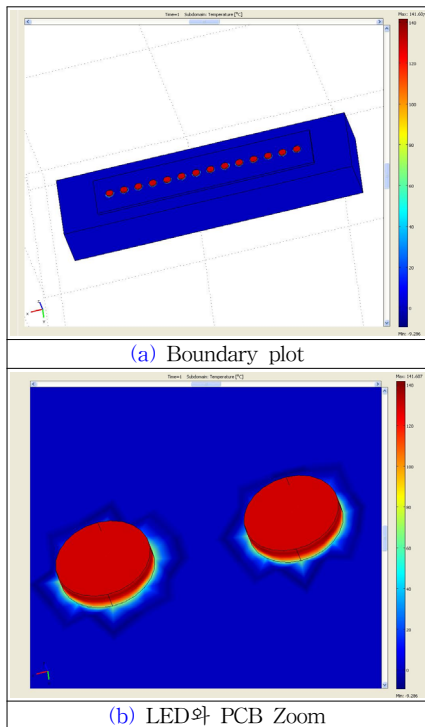 Time=1 Subdomain: Temperature [°C]
Max: 141.687
140
120
100
80
60
40
20
0
Min: -9.286
(a) Boundary plot
Time=1 Subdomain: Temperature [°C]
Max: 141.687
140
120
100
80
60
40
20
0
Min: -9.286
(b) LED와 PCB Zoom